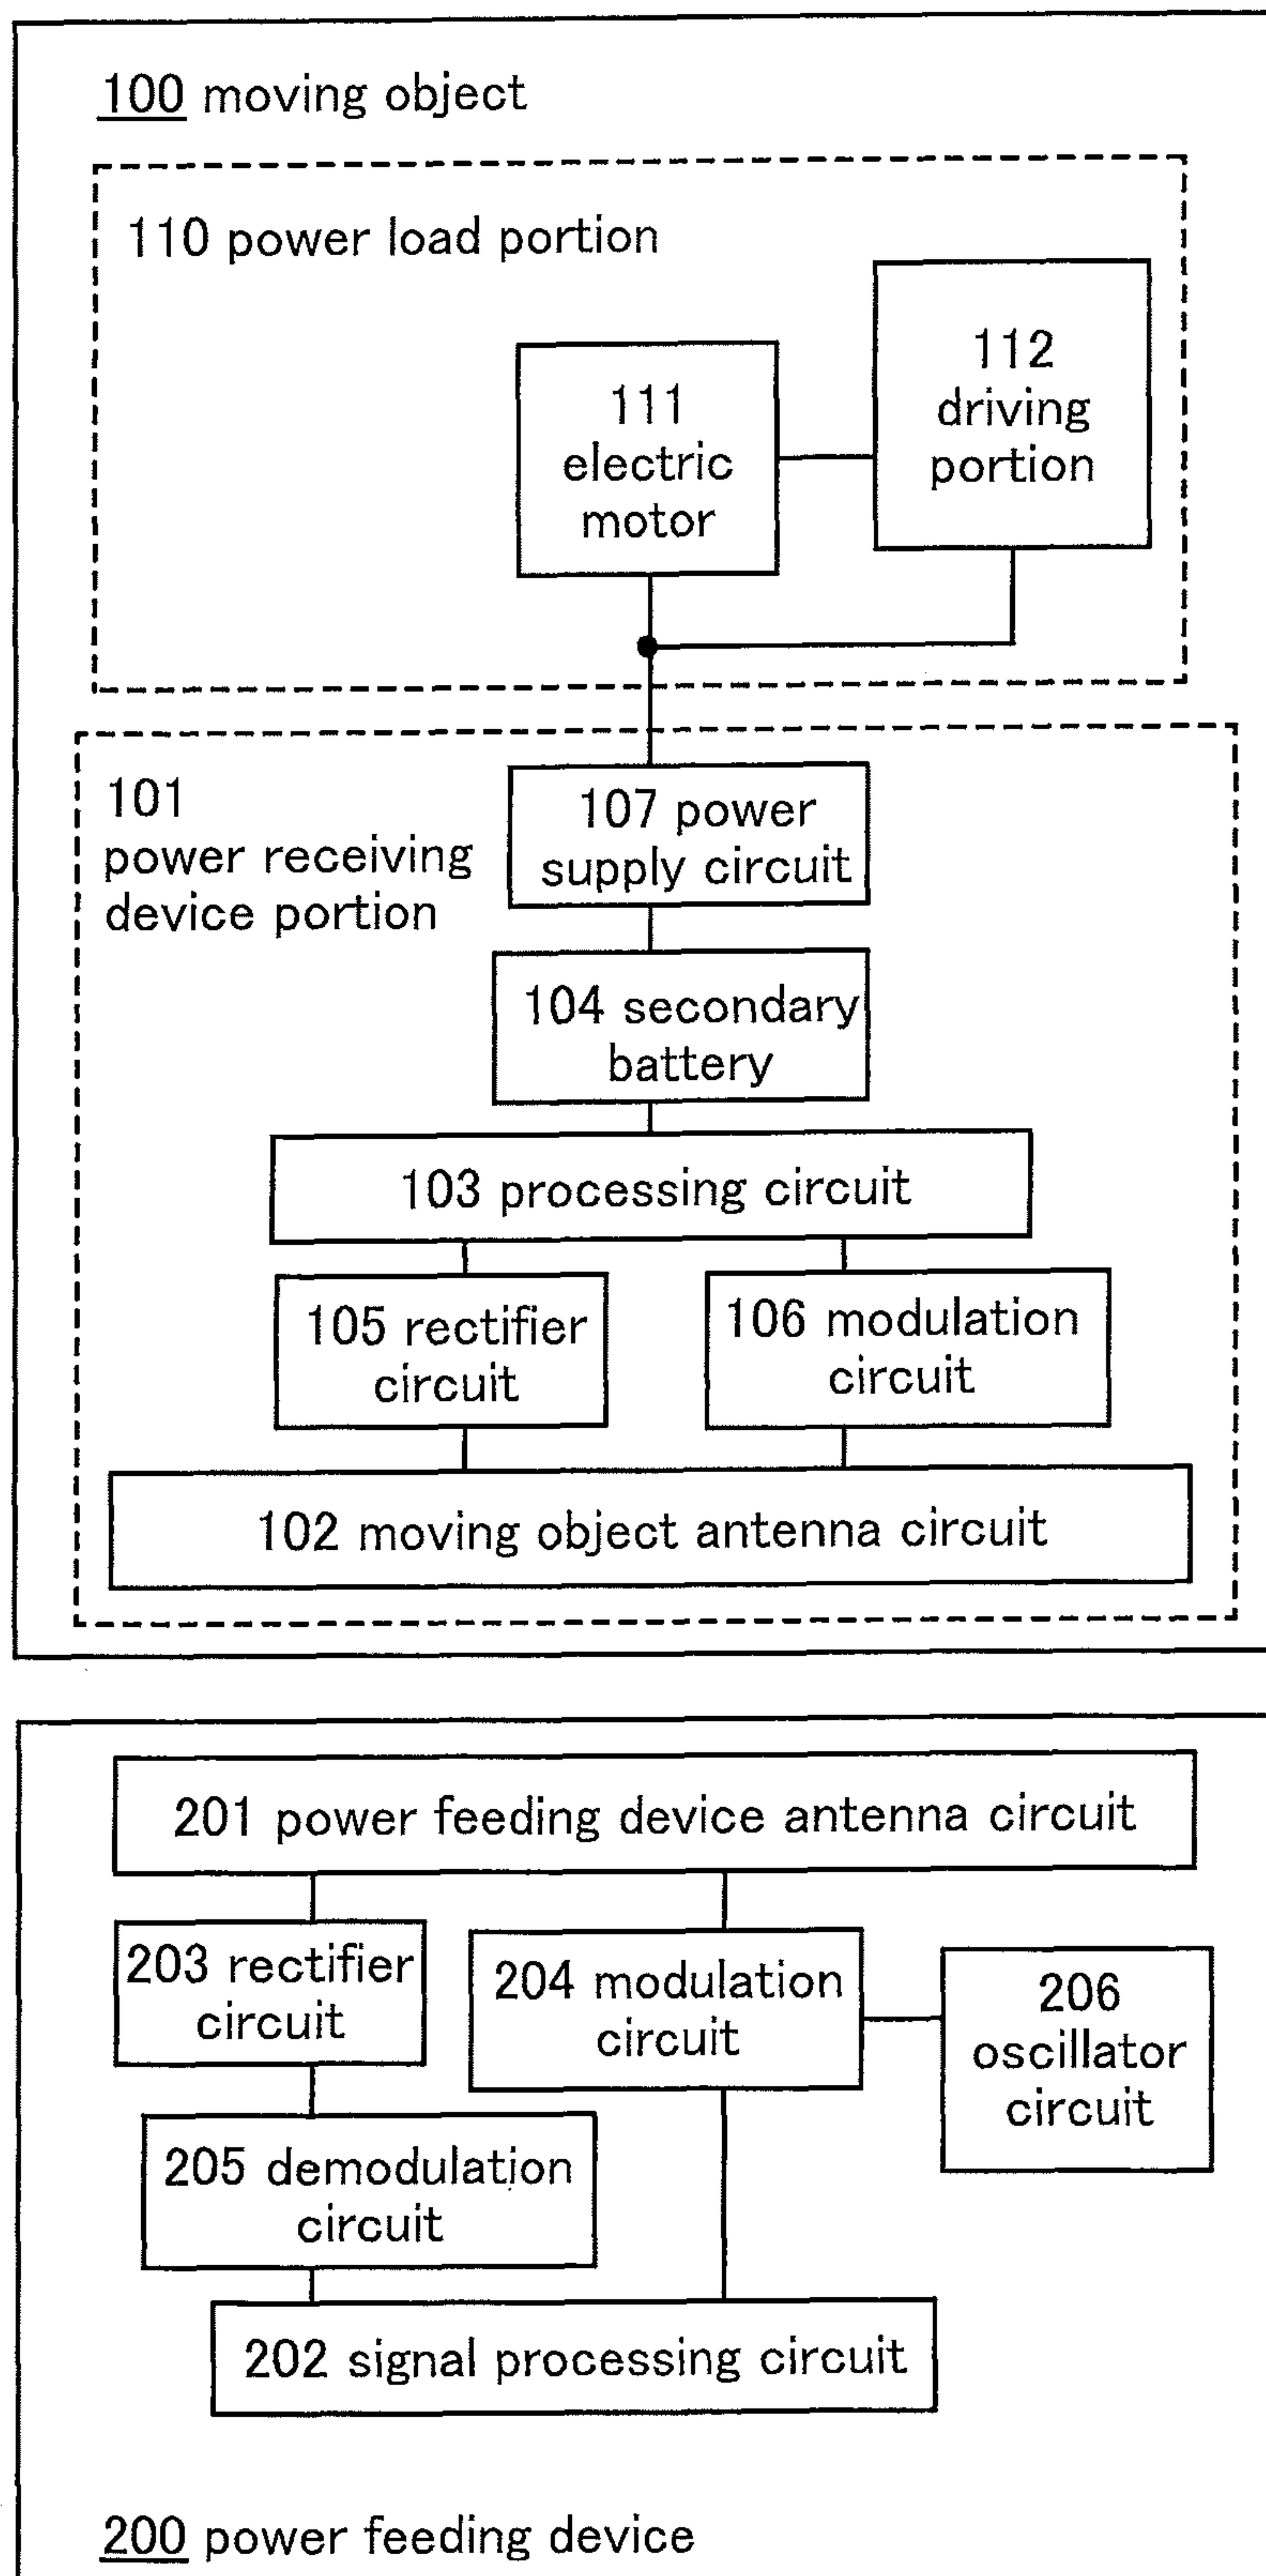 100 moving object
110 power load portion
111
electric
motor
112
driving
portion
101
power receiving
device portion
107 power
supply circuit
104 secondary
battery
103 processing circuit
105 rectifier
circuit
106 modulation
circuit
102 moving object antenna circuit
201 power feeding device antenna circuit
203 rectifier
circuit
204 modulation
circuit
206
oscillator
circuit
205 demodulation
circuit
202 signal processing circuit
200 power feeding device